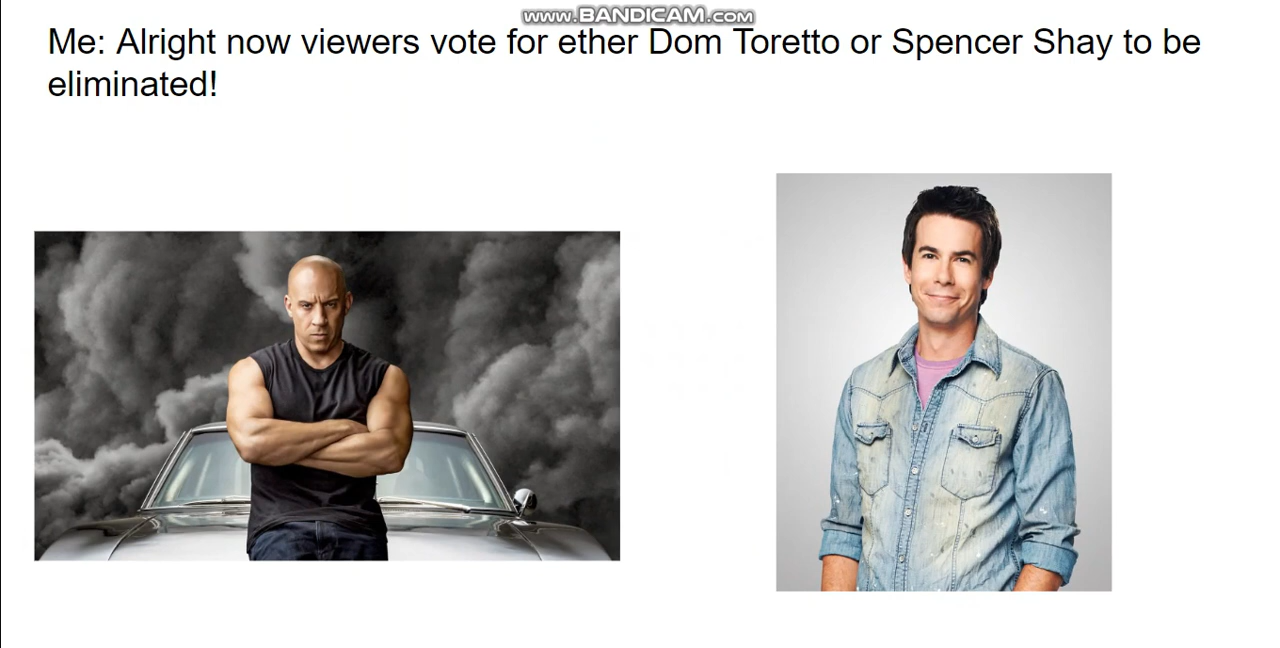 www.BANDICAM.com
Me: Alright now viewers vote for ether Dom Toretto or Spencer Shay to be
eliminated!